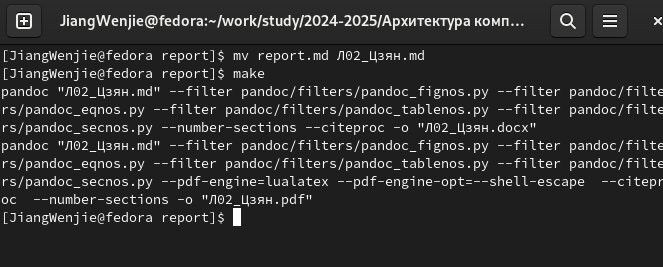 JiangWenjie@fedora:~/work/study/2024-2025/Архитектура комп...
[JiangWenjie@fedora report]$ mv report.md Л02_Цзян.md
[JiangWenjie@fedora report]$ make
pandoc "Л02_Цзян.md" --filter pandoc/filters/pandoc_fignos.py --filter pandoc/filte
rs/pandoc_eqnos.py --filter pandoc/filters/pandoc_tablenos.py --filter pandoc/filte
rs/pandoc_secnos.py --number-sections --citeproc -o "Л02_Цзян.docx"
pandoc "Л02_Цзян.md" --filter pandoc/filters/pandoc_fignos.py --filter pandoc/filte
rs/pandoc_eqnos.py --filter pandoc/filters/pandoc_tablenos.py --filter pandoc/filte
rs/pandoc_secnos.py --pdf-engine=lualatex --pdf-engine-opt=--shell-escape  --citepr
oc  --number-sections -o "Л02_Цзян.pdf"
[JiangWenjie@fedora report]$